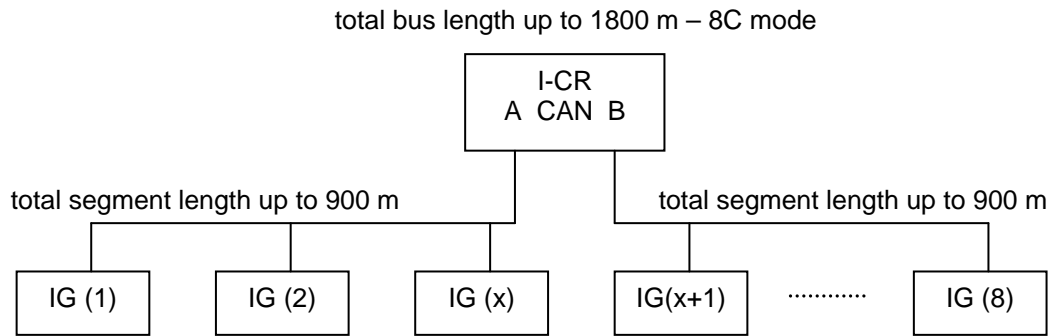 total bus length up to 1800 m – 8C mode
I-CR
A CAN B
total segment length up to 900 m
total segment length up to 900 m
IG (1)
IG (2)
IG (x)
IG(x+1)
............
IG (8)